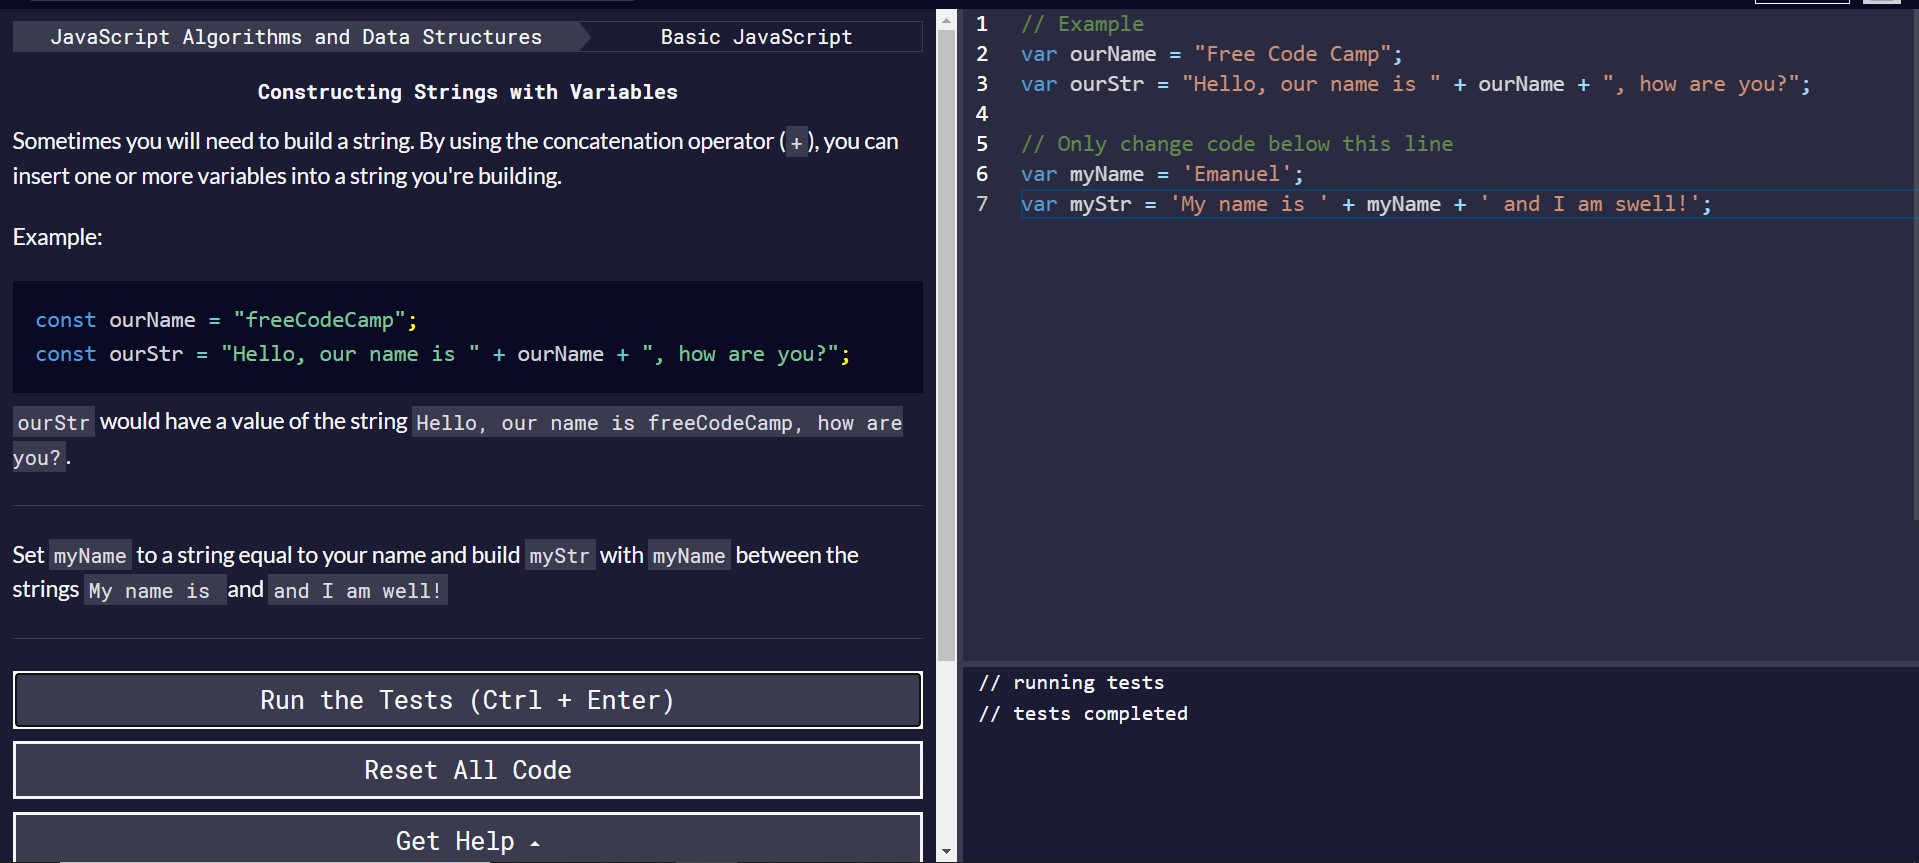 JavaScript Algorithms and Data Structures
Basic JavaScript
Constructing Strings with Variables
Sometimes you will need to build a string. By using the concatenation operator (+), you can
insert one or more variables into a string you're building.
Example:
const ourName = "freeCodeCamp";
const ourStr = "Hello, our name is " + ourName + ", how are you?";
ourStr would have a value of the string Hello, our name is freeCodeCamp, how are
you?.
Set myName to a string equal to your name and build myStr with myName between the
strings My name is and and I am well!
Run the Tests (Ctrl + Enter)
Reset All Code
Get Help
1 // Example
2 var ourName = "Free Code Camp";
3 var ourStr = "Hello, our name is " + ourName + ", how are you?";
4
5 // Only change code below this line
6 var myName = 'Emanuel';
7 var myStr = 'My name is ' + myName + ' and I am swell!';
// running tests
// tests completed